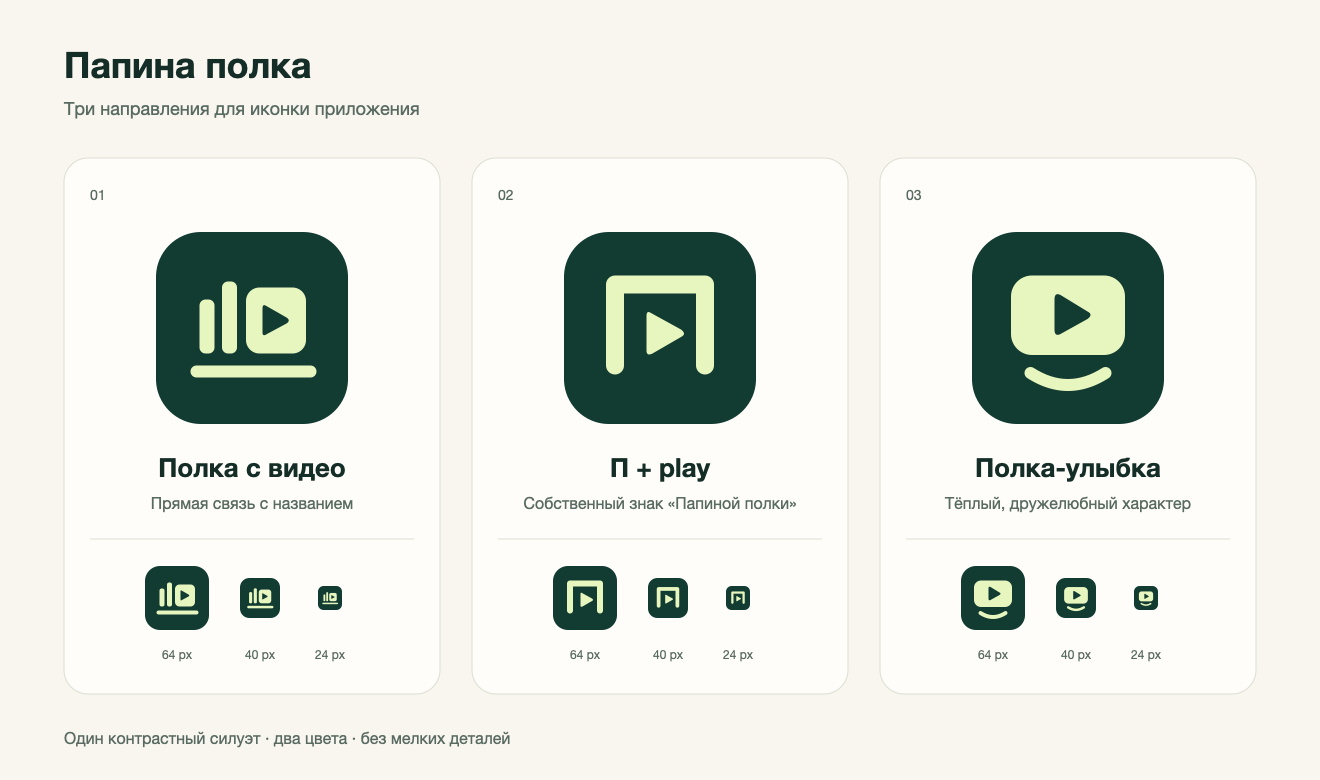 Папина полка
Три направления для иконки приложения
01
Полка с видео
Прямая связь с названием
64 px
40 px
24 px
02
П + play
Собственный знак «Папиной полки»
64 px
40 px
24 px
03
Полка-улыбка
Тёплый, дружелюбный характер
64 px
40 px
24 px
Один контрастный силуэт · два цвета · без мелких деталей